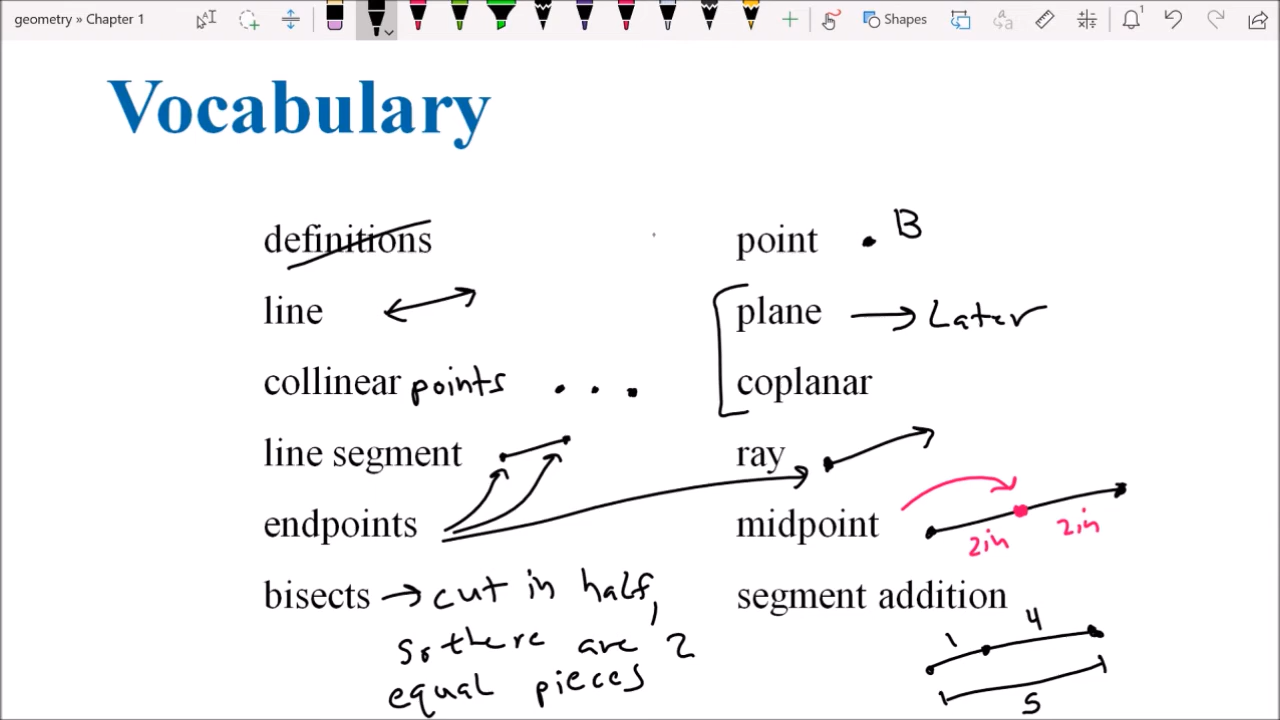 geometry » Chapter 1
Shapes
Vocabulary
definitions
point B
line
plane → Later
collinear points
coplanar
line segment
ray
endpoints
midpoint
2in 2in
bisects → cut in half,
so there are 2
equal pieces
segment addition
1 4
5